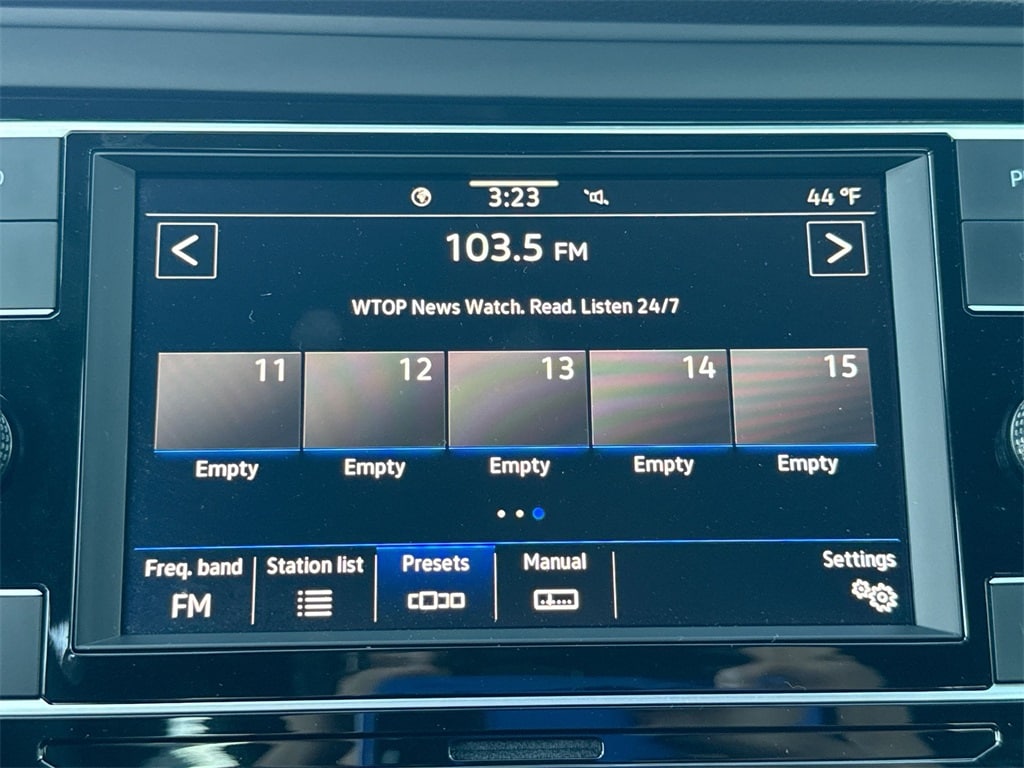 3:23 44 °F
103.5 FM
WTOP News Watch. Read. Listen 24/7
11 12 13 14 15
Empty Empty Empty Empty Empty
Freq. band Station list Presets Manual Settings
FM